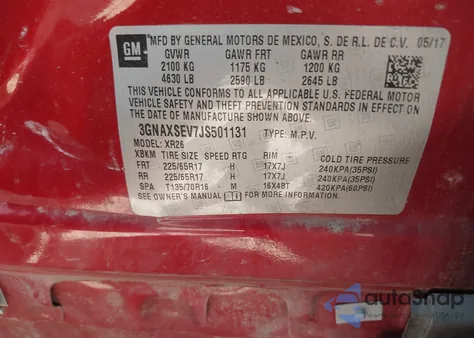 GM
MFD BY GENERAL MOTORS DE MEXICO, S. DE R.L. DE C.V. 05/17
GVWR GAWR FRT GAWR RR
2100 KG 1175 KG 1200 KG
4630 LB 2590 LB 2645 LB
THIS VEHICLE CONFORMS TO ALL APPLICABLE U.S. FEDERAL MOTOR
VEHICLE SAFETY, BUMPER, AND THEFT PREVENTION STANDARDS IN EFFECT ON
THE DATE OF MANUFACTURE SHOWN ABOVE.
3GNAXSEV7JS501131 TYPE: M.P.V.
MODEL: XR26
XBKM TIRE SIZE SPEED RTG RIM COLD TIRE PRESSURE
FRT 225/65R17 H 17X7J 240KPA(35PSI)
RR 225/65R17 H 17X7J 240KPA(35PSI)
SPA T135/70R16 M 16X4BT 420KPA(60PSI)
SEE OWNER'S MANUAL FOR ADDITIONAL INFORMATION.
autoSnap